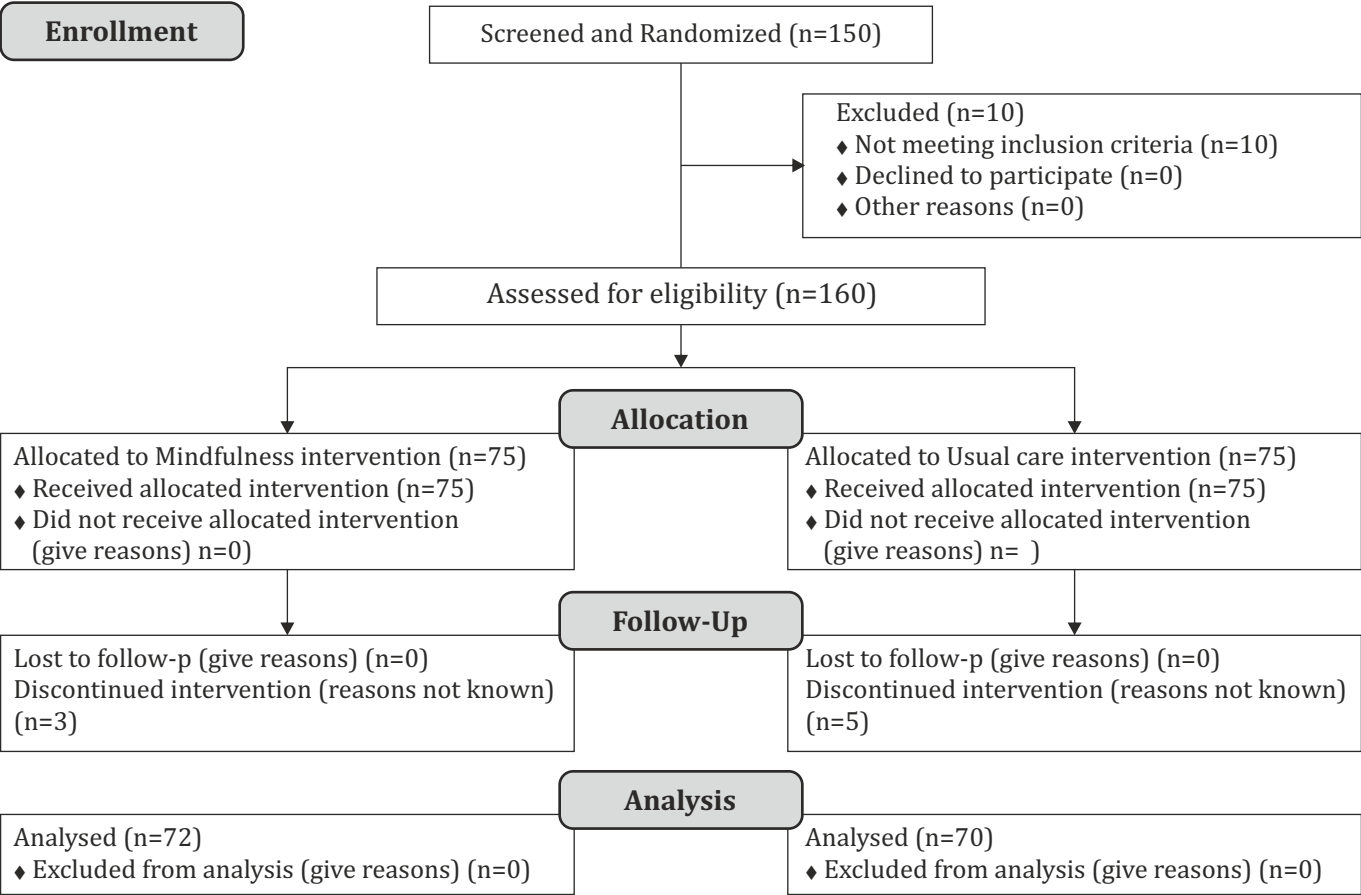 Enrollment
Screened and Randomized (n=150)
Excluded (n=10)
♦ Not meeting inclusion criteria (n=10)
♦ Declined to participate (n=0)
♦ Other reasons (n=0)
Assessed for eligibility (n=160)
Allocation
Allocated to Mindfulness intervention (n=75)
♦ Received allocated intervention (n=75)
♦ Did not receive allocated intervention
(give reasons) n=0)
Allocated to Usual care intervention (n=75)
♦ Received allocated intervention (n=75)
♦ Did not receive allocated intervention
(give reasons) n= )
Follow-Up
Lost to follow-p (give reasons) (n=0)
Discontinued intervention (reasons not known)
(n=3)
Lost to follow-p (give reasons) (n=0)
Discontinued intervention (reasons not known)
(n=5)
Analysis
Analysed (n=72)
♦ Excluded from analysis (give reasons) (n=0)
Analysed (n=70)
♦ Excluded from analysis (give reasons) (n=0)